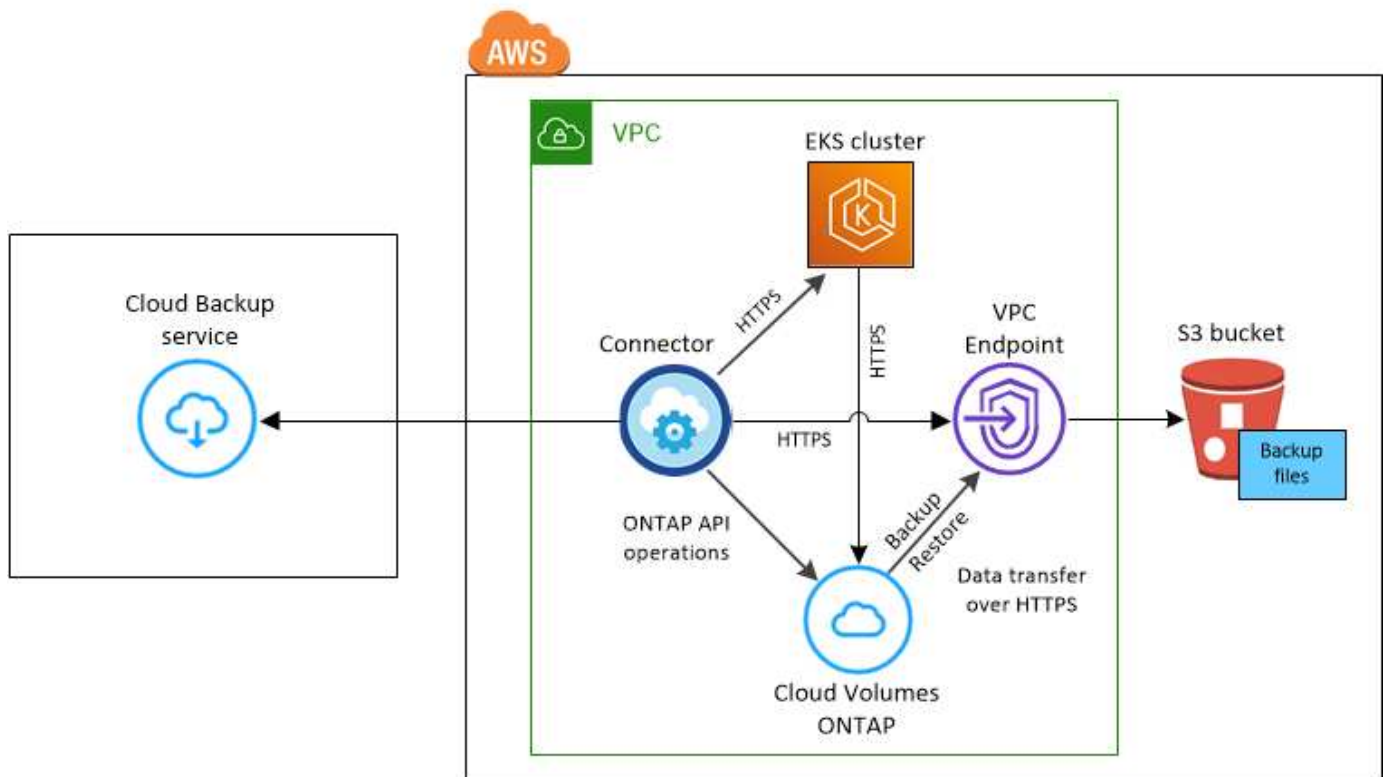 AWS
VPC
EKS cluster
Cloud Backup
service
Connector
HTTPS
HTTPS
VPC
Endpoint
S3 bucket
HTTPS
Backup
files
ONTAP API
operations
Backup
Restore
Data transfer
over HTTPS
Cloud Volumes
ONTAP
K